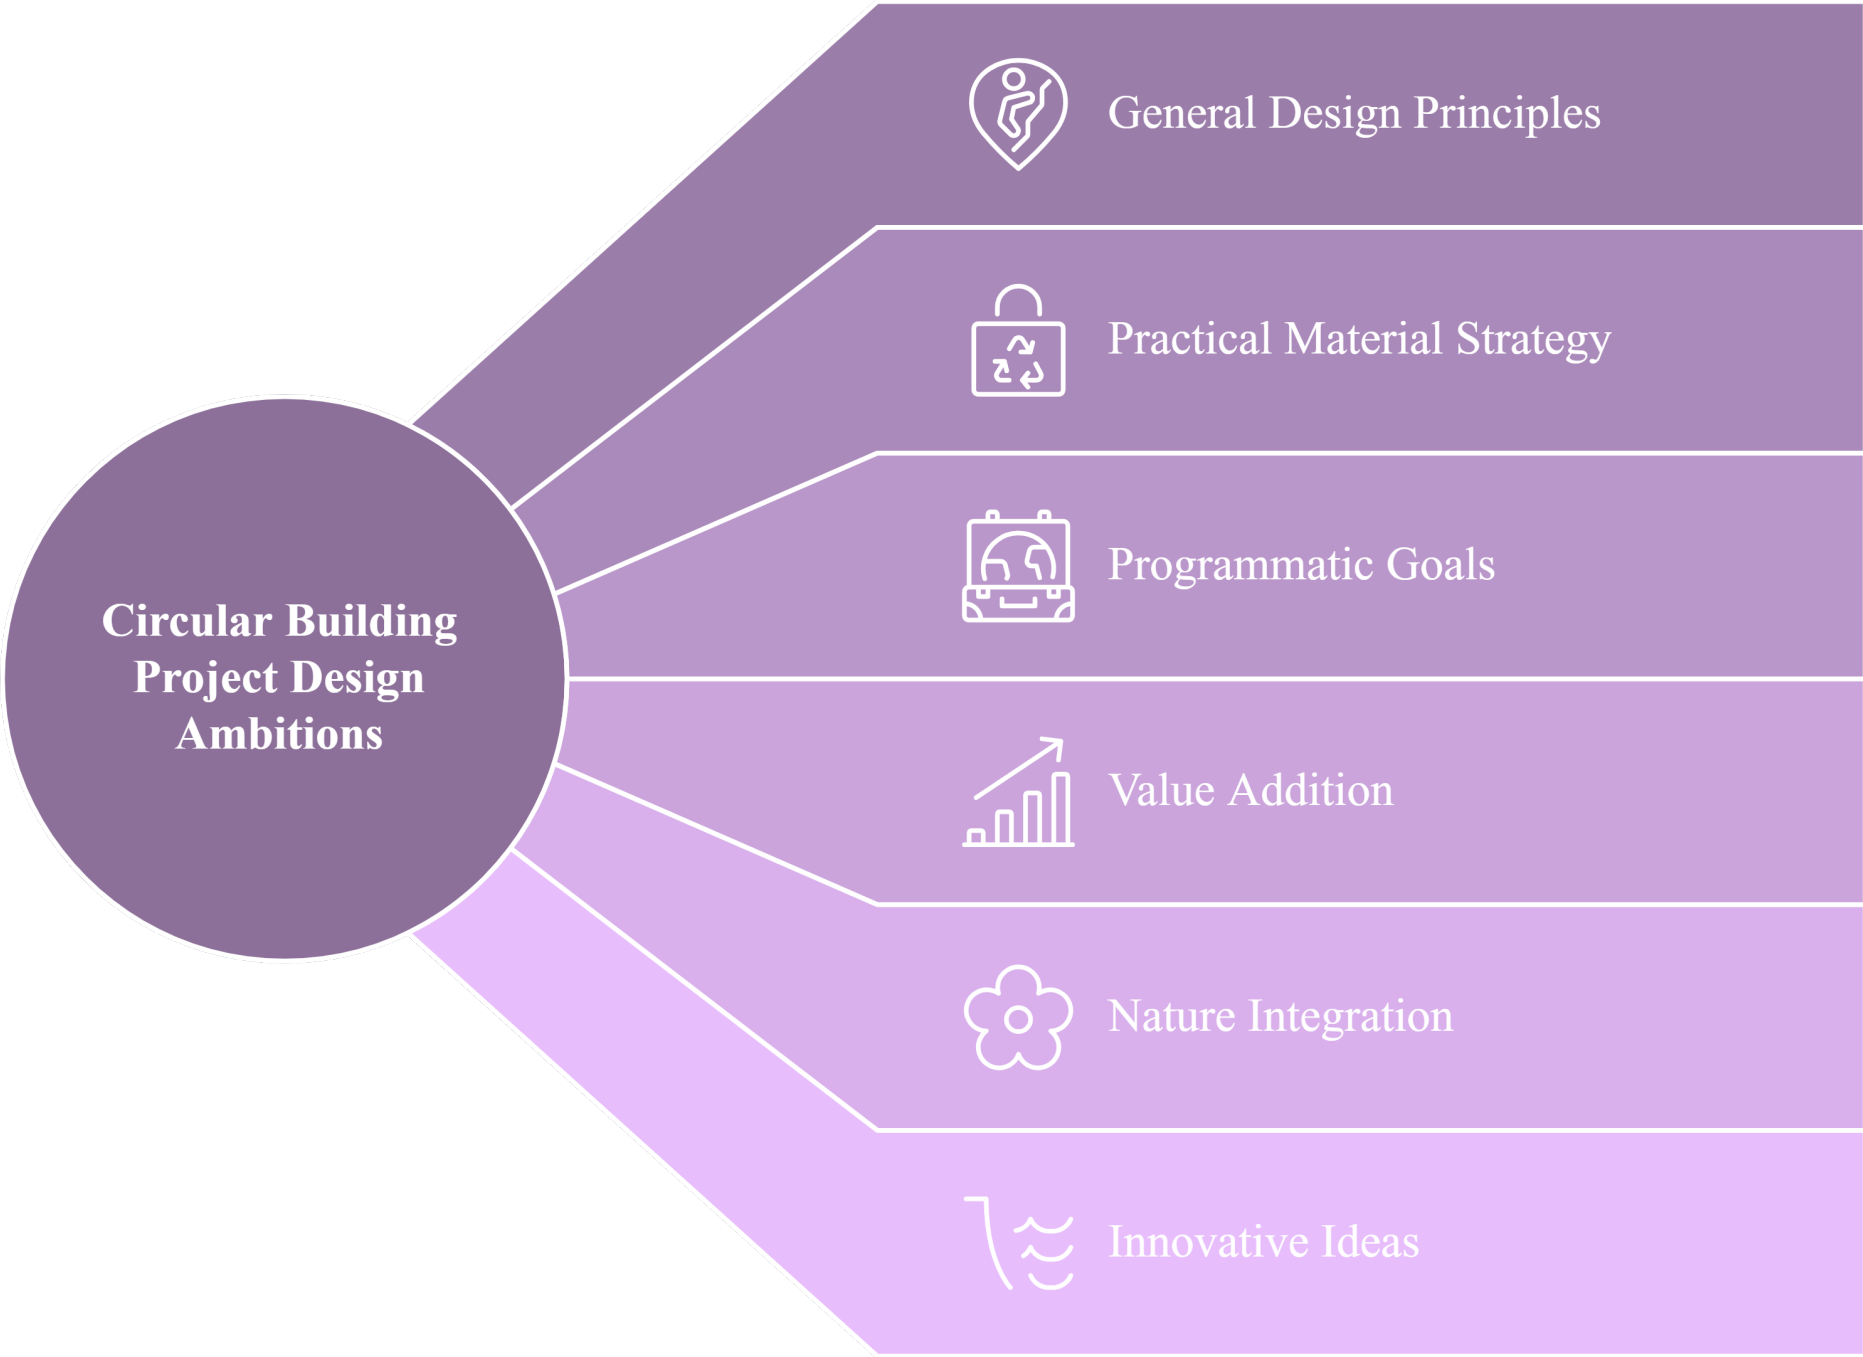 Circular Building
Project Design
Ambitions
General Design Principles
Practical Material Strategy
Programmatic Goals
Value Addition
Nature Integration
Innovative Ideas